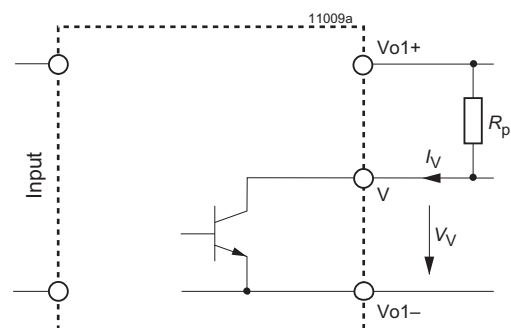 11009a
Vo1+
Rp
IV
V
Input
VV
Vo1–